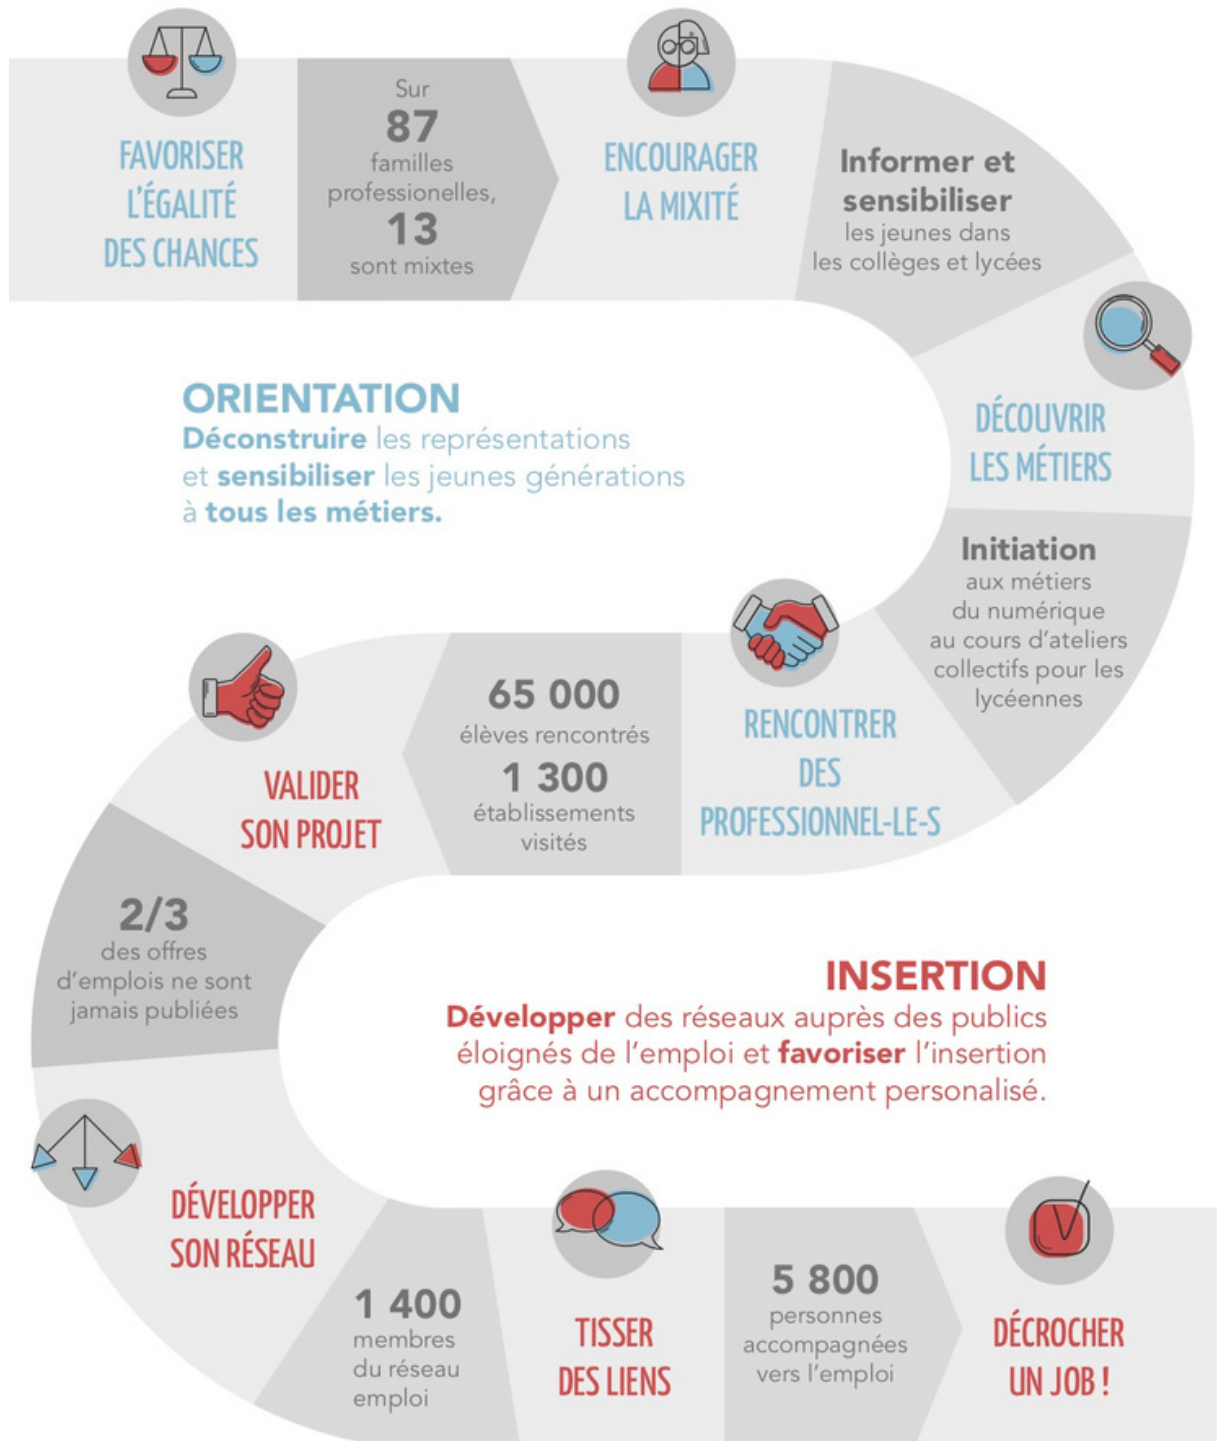 FAVORISER
L'ÉGALITÉ
DES CHANCES
Sur
87
familles
professionelles,
13
sont mixtes
ENCOURAGER
LA MIXITÉ
Informer et
sensibiliser
les jeunes dans
les collèges et lycées
DÉCOUVRIR
LES MÉTIERS
ORIENTATION
Déconstruire les représentations
et sensibiliser les jeunes générations
à tous les métiers.
Initiation
aux métiers
du numérique
au cours d'ateliers
collectifs pour les
lycéennes
RENCONTRER
DES
PROFESSIONNEL-LE-S
65 000
élèves rencontrés
1 300
établissements
visités
VALIDER
SON PROJET
2/3
des offres
d'emplois ne sont
jamais publiées
INSERTION
Développer des réseaux auprès des publics
éloignés de l'emploi et favoriser l'insertion
grâce à un accompagnement personalisé.
DÉVELOPPER
SON RÉSEAU
1 400
membres
du réseau
emploi
TISSER
DES LIENS
5 800
personnes
accompagnées
vers l'emploi
DÉCROCHER
UN JOB !